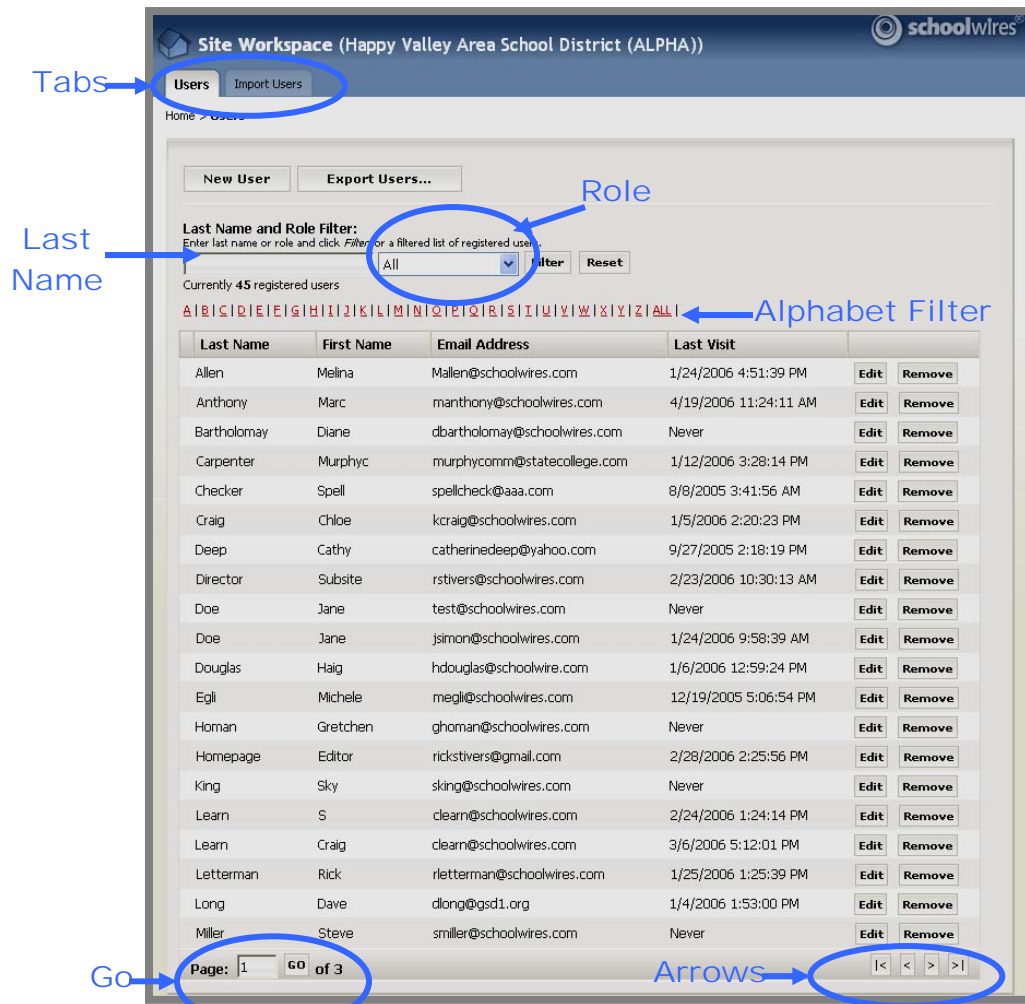 schoolwires®
Site Workspace (Happy Valley Area School District (ALPHA))
Tabs
Users Import Users
Home > Users
New User Export Users...
Role
Last Name and Role Filter:
Enter last name or role and click Filter for a filtered list of registered users.
Last Name
All Filter Reset
Currently 45 registered users
A|B|C|D|E|F|G|H|I|J|K|L|M|N|O|P|Q|R|S|T|U|V|W|X|Y|Z|ALL|
Alphabet Filter
Last Name First Name Email Address Last Visit
Allen Melina Mallen@schoolwires.com 1/24/2006 4:51:39 PM Edit Remove
Anthony Marc manthony@schoolwires.com 4/19/2006 11:24:11 AM Edit Remove
Bartholomay Diane dbartholomay@schoolwires.com Never Edit Remove
Carpenter Murphyc murphycomm@statecollege.com 1/12/2006 3:28:14 PM Edit Remove
Checker Spell spellcheck@aaa.com 8/8/2005 3:41:56 AM Edit Remove
Craig Chloe kcraig@schoolwires.com 1/5/2006 2:20:23 PM Edit Remove
Deep Cathy catherinedeep@yahoo.com 9/27/2005 2:18:19 PM Edit Remove
Director Subsite rstivers@schoolwires.com 2/23/2006 10:30:13 AM Edit Remove
Doe Jane test@schoolwires.com Never Edit Remove
Doe Jane jsimon@schoolwires.com 1/24/2006 9:58:39 AM Edit Remove
Douglas Haig hdouglas@schoolwire.com 1/6/2006 12:59:24 PM Edit Remove
Egli Michele megli@schoolwires.com 12/19/2005 5:06:54 PM Edit Remove
Homan Gretchen ghoman@schoolwires.com Never Edit Remove
Homepage Editor rickstivers@gmail.com 2/28/2006 2:25:56 PM Edit Remove
King Sky sking@schoolwires.com Never Edit Remove
Learn S clearn@schoolwires.com 2/24/2006 1:24:14 PM Edit Remove
Learn Craig clearn@schoolwires.com 3/6/2006 5:12:01 PM Edit Remove
Letterman Rick rletterman@schoolwires.com 1/25/2006 1:25:39 PM Edit Remove
Long Dave dlong@gsd1.org 1/4/2006 1:53:00 PM Edit Remove
Miller Steve smiller@schoolwires.com Never Edit Remove
Go
Page: 1 GO of 3
Arrows
|< < > >|